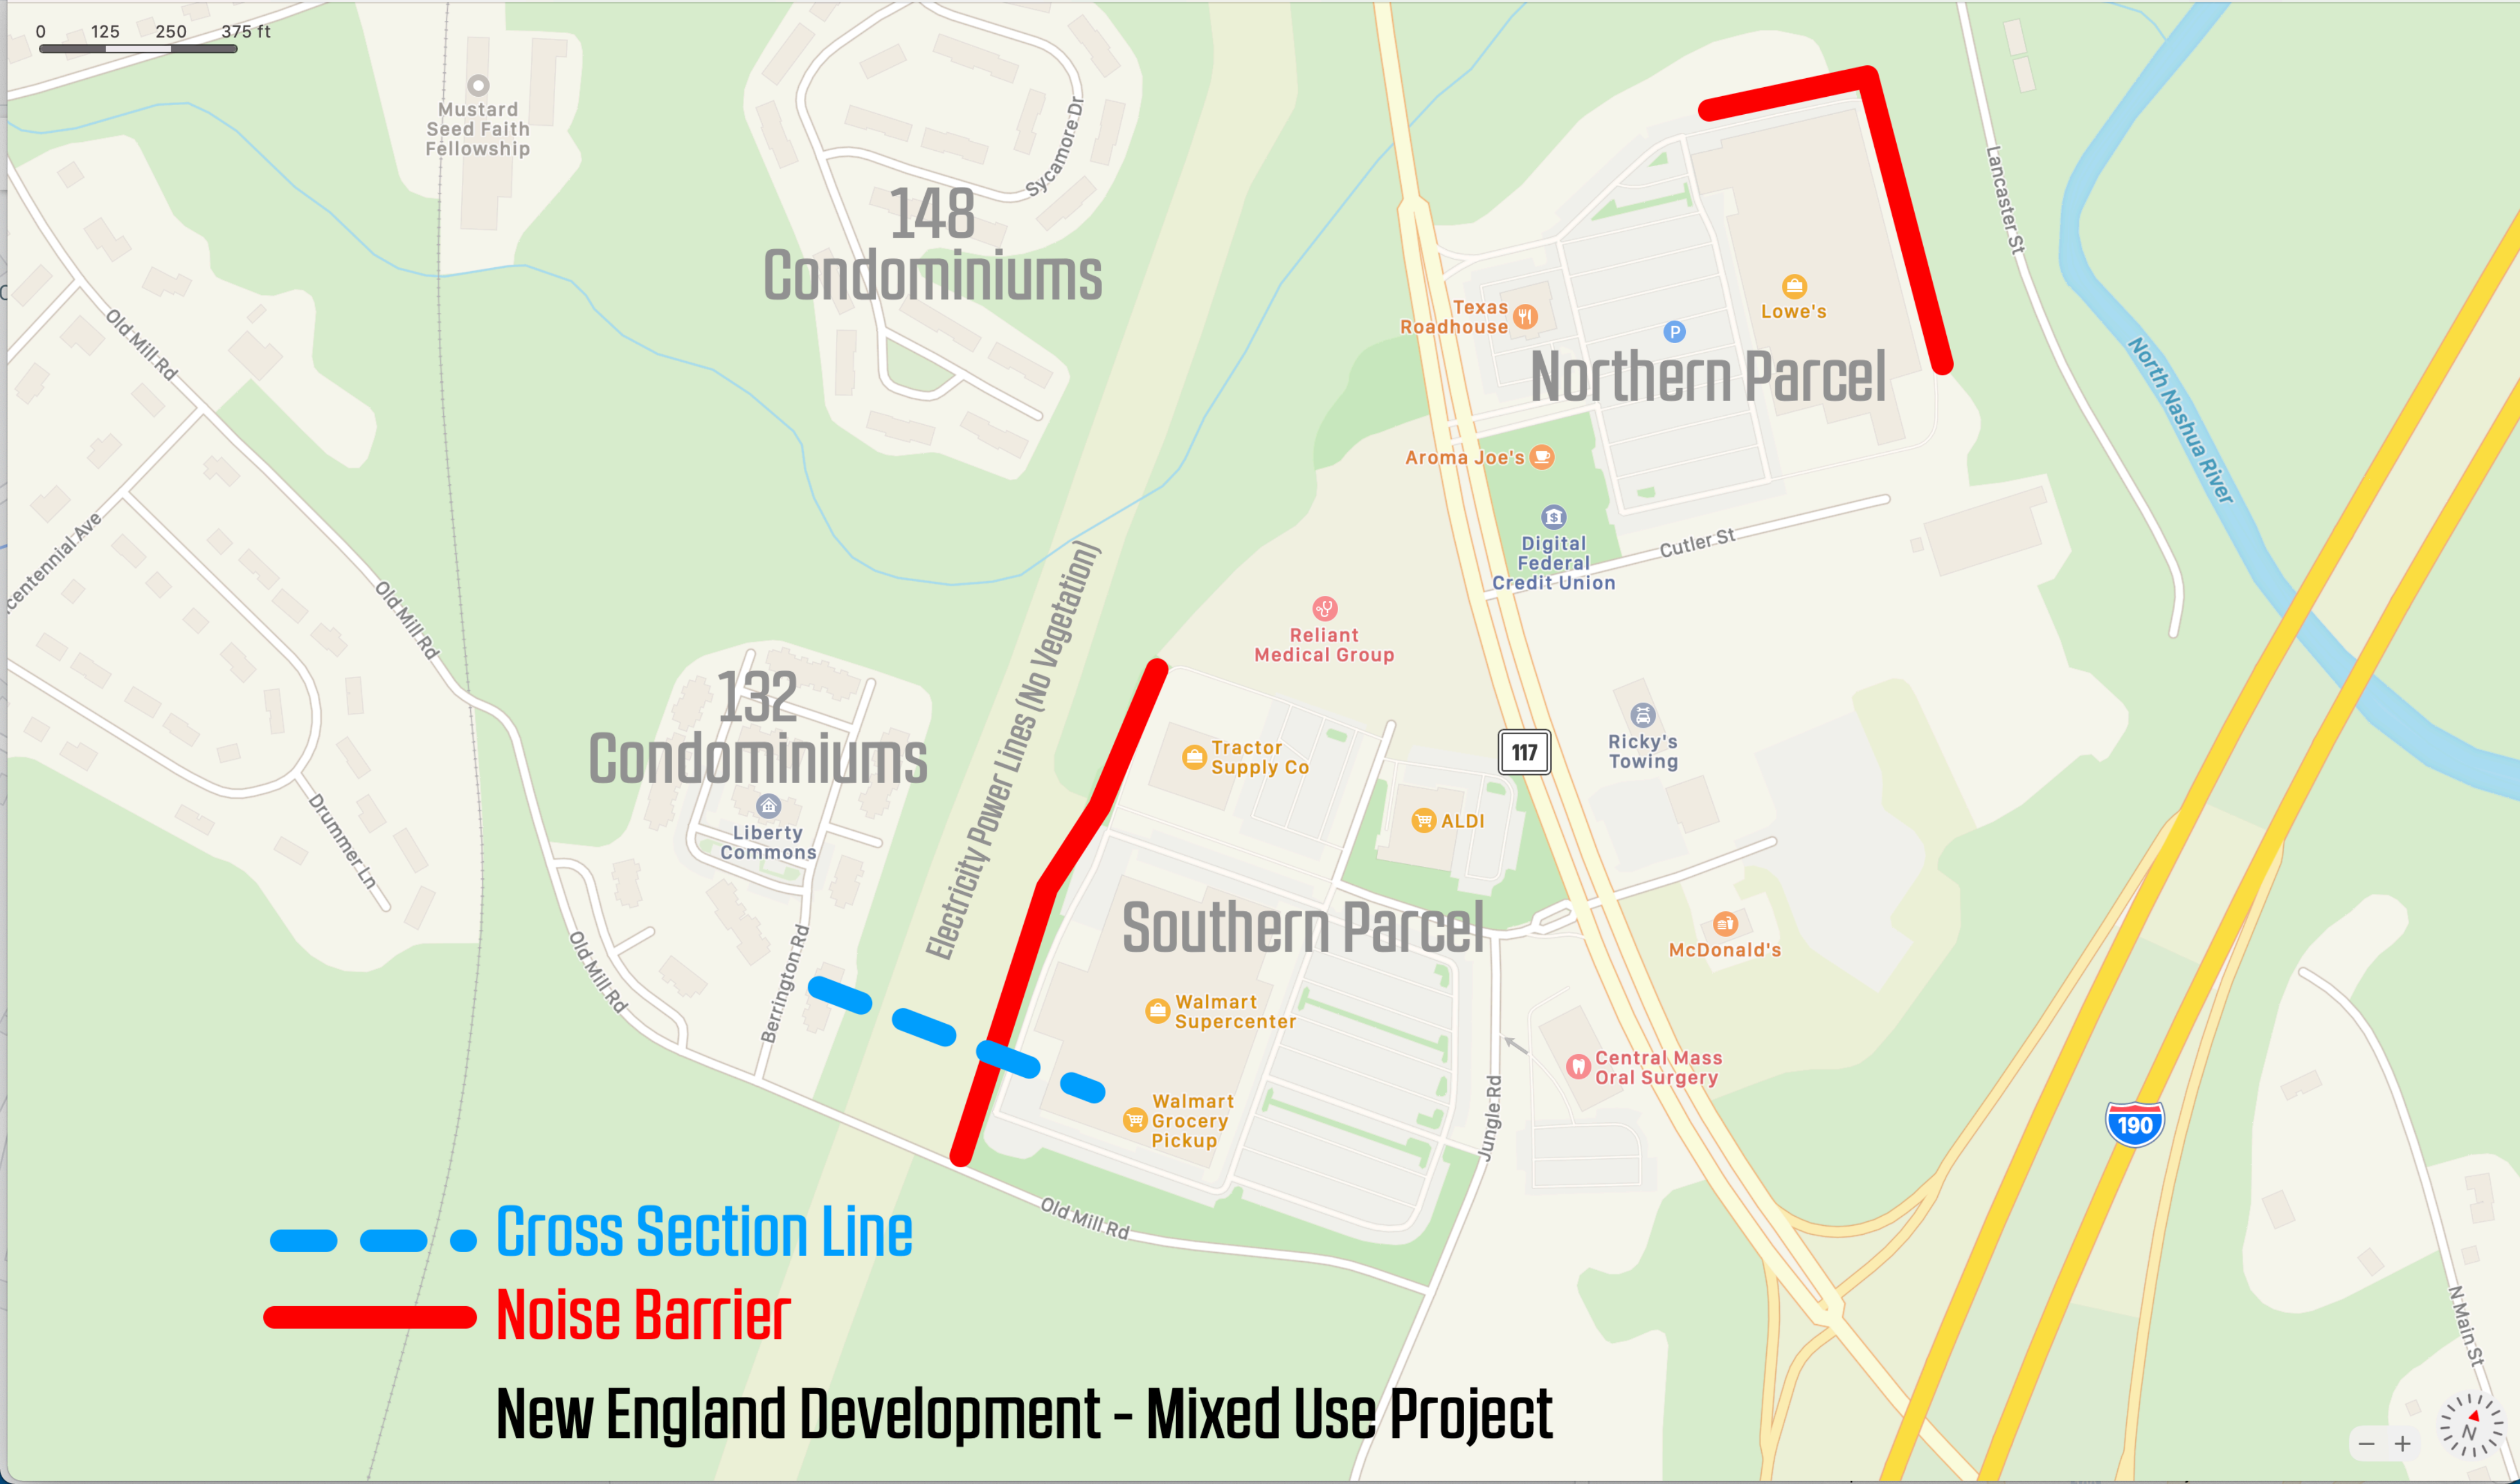 0 125 250 375 ft
Mustard
Seed Faith
Fellowship
Sycamore Dr
148
Condominiums
Lancaster St
Old Mill Rd
Texas
Roadhouse
P
Lowe's
Northern Parcel
North Nashua River
Aroma Joe's
Digital
Federal
Credit Union
Cutler St
centennial Ave
Old Mill Rd
Electricity Power Lines (No Vegetation)
Reliant
Medical Group
132
Condominiums
Tractor
Supply Co
117
Ricky's
Towing
Liberty
Commons
ALDI
Drummer Ln
Southern Parcel
McDonald's
Old Mill Rd
Berrington Rd
Walmart
Supercenter
Central Mass
Oral Surgery
Walmart
Grocery
Pickup
Jungle Rd
190
Old Mill Rd
Cross Section Line
Noise Barrier
N Main St
New England Development - Mixed Use Project
N
− +